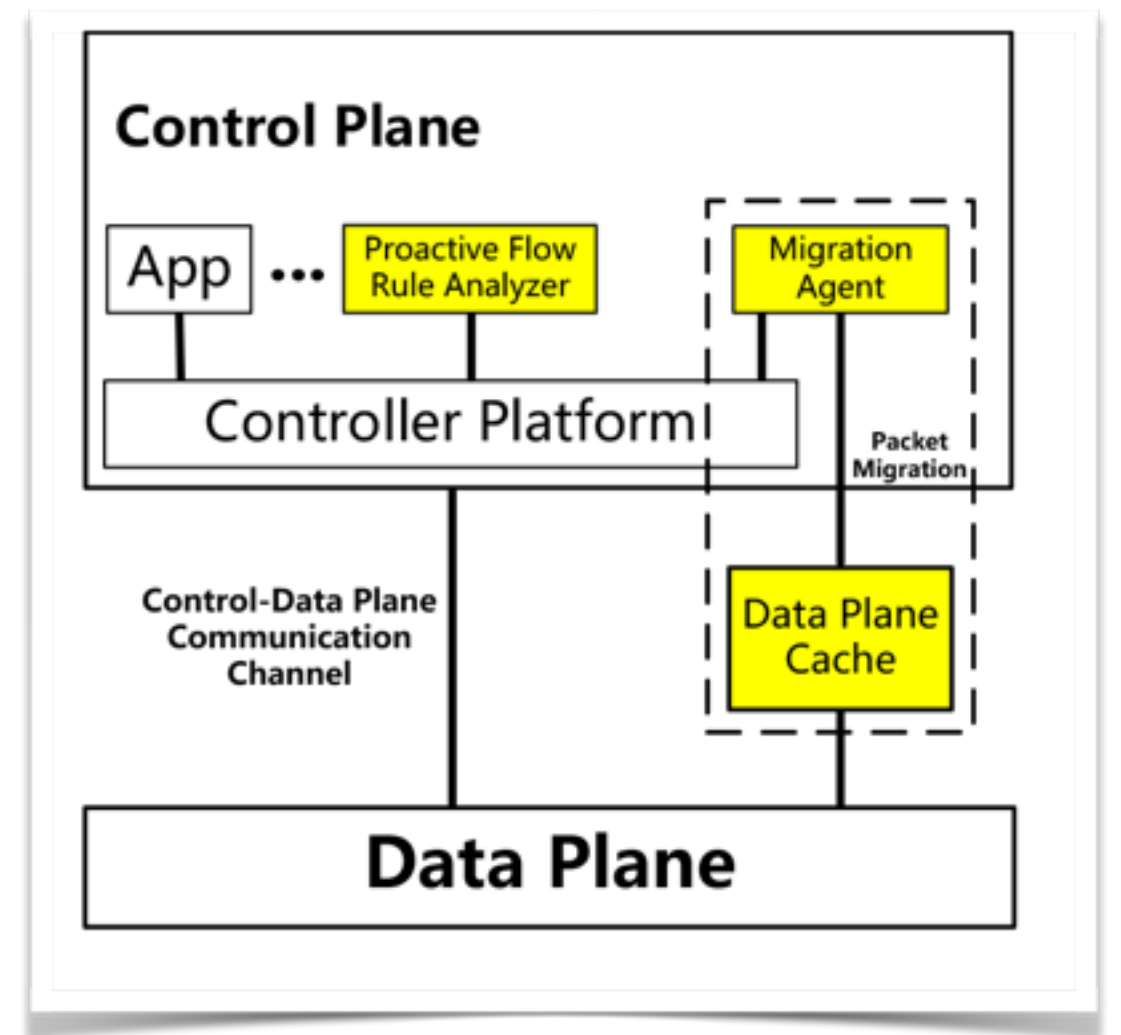 Control Plane
App
...
Proactive Flow
Rule Analyzer
Migration
Agent
Controller Platform
Packet
Migration
Control-Data Plane
Communication
Channel
Data Plane
Cache
Data Plane